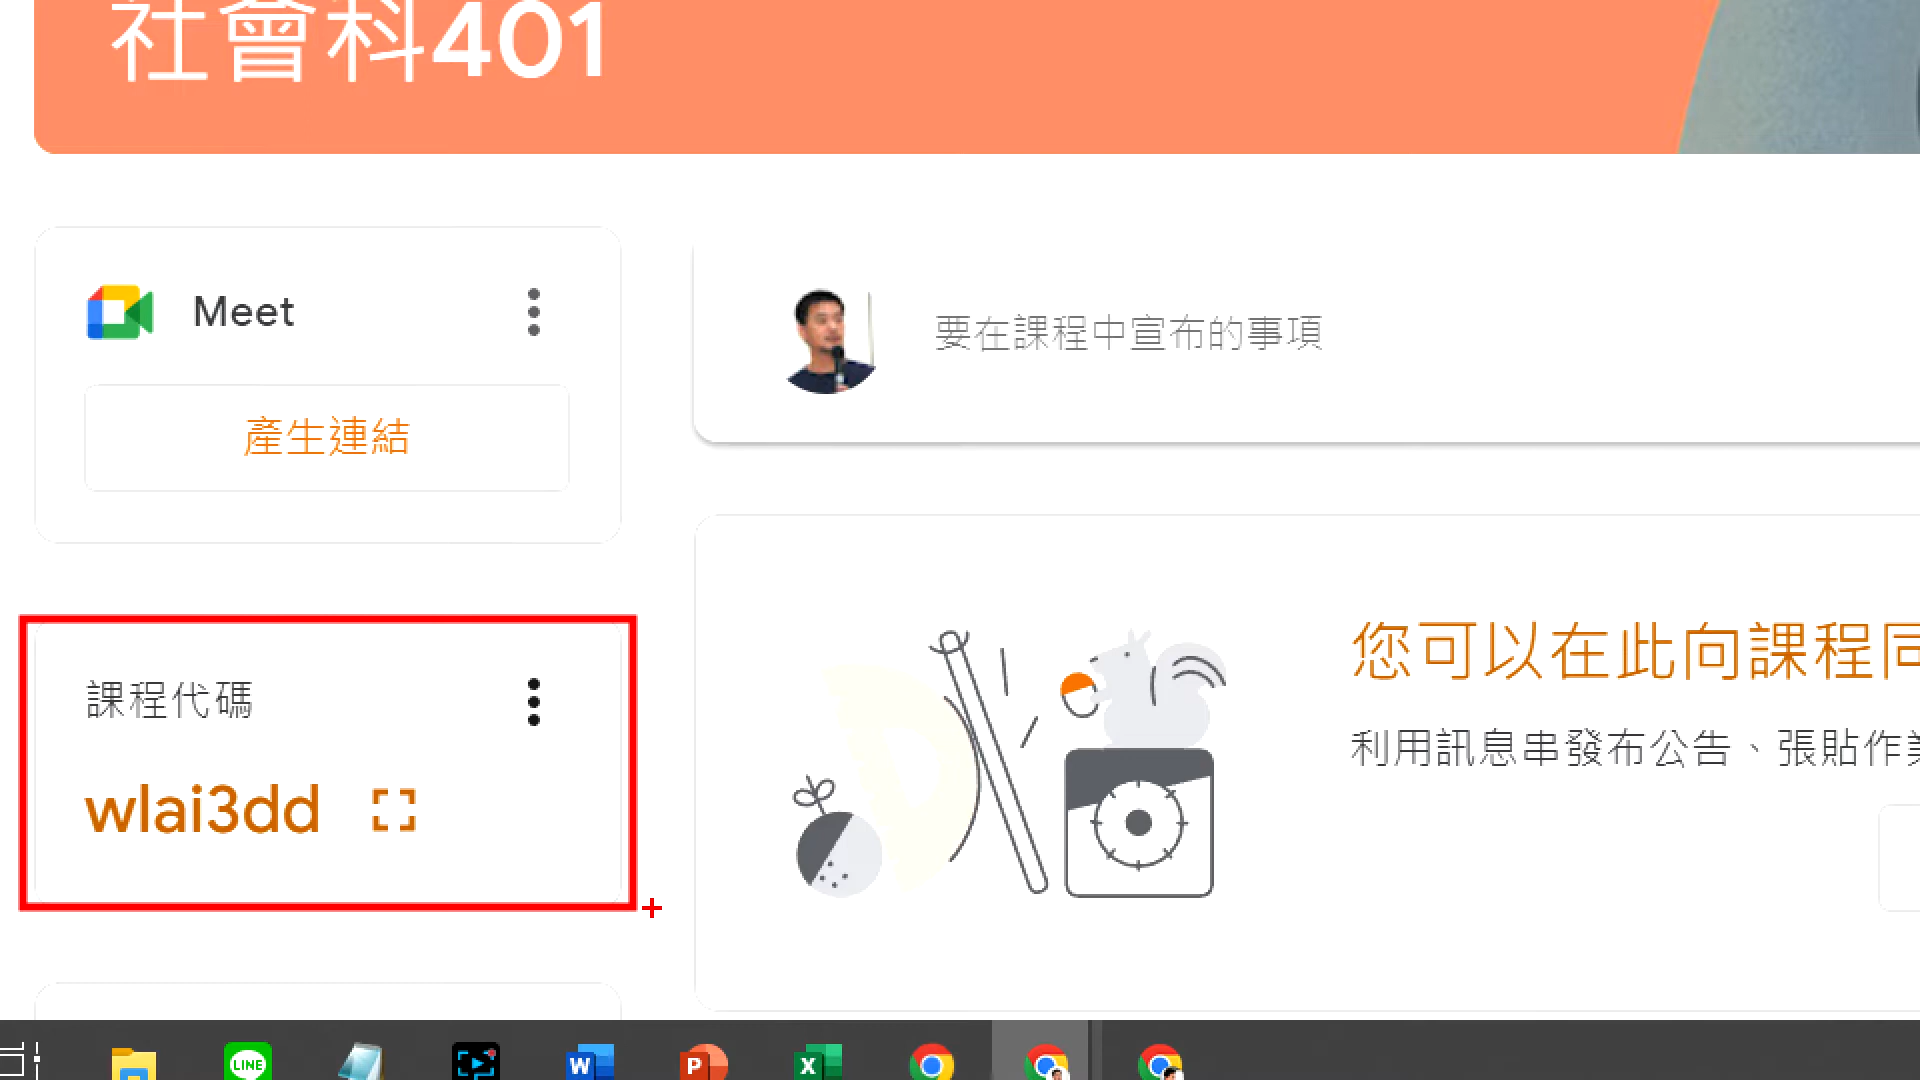 社會科401
Meet
產生連結
要在課程中宣布的事項
課程代碼
wlai3dd
您可以在此向課程同
利用訊息串發布公告、張貼作業
LINE
W
P
X